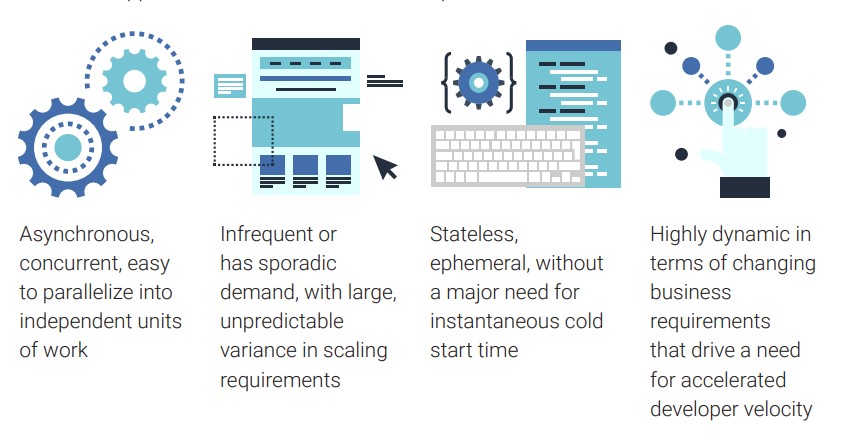 Asynchronous,
concurrent, easy
to parallelize into
independent units
of work
Infrequent or
has sporadic
demand, with large,
unpredictable
variance in scaling
requirements
Stateless,
ephemeral, without
a major need for
instantaneous cold
start time
Highly dynamic in
terms of changing
business
requirements
that drive a need
for accelerated
developer velocity